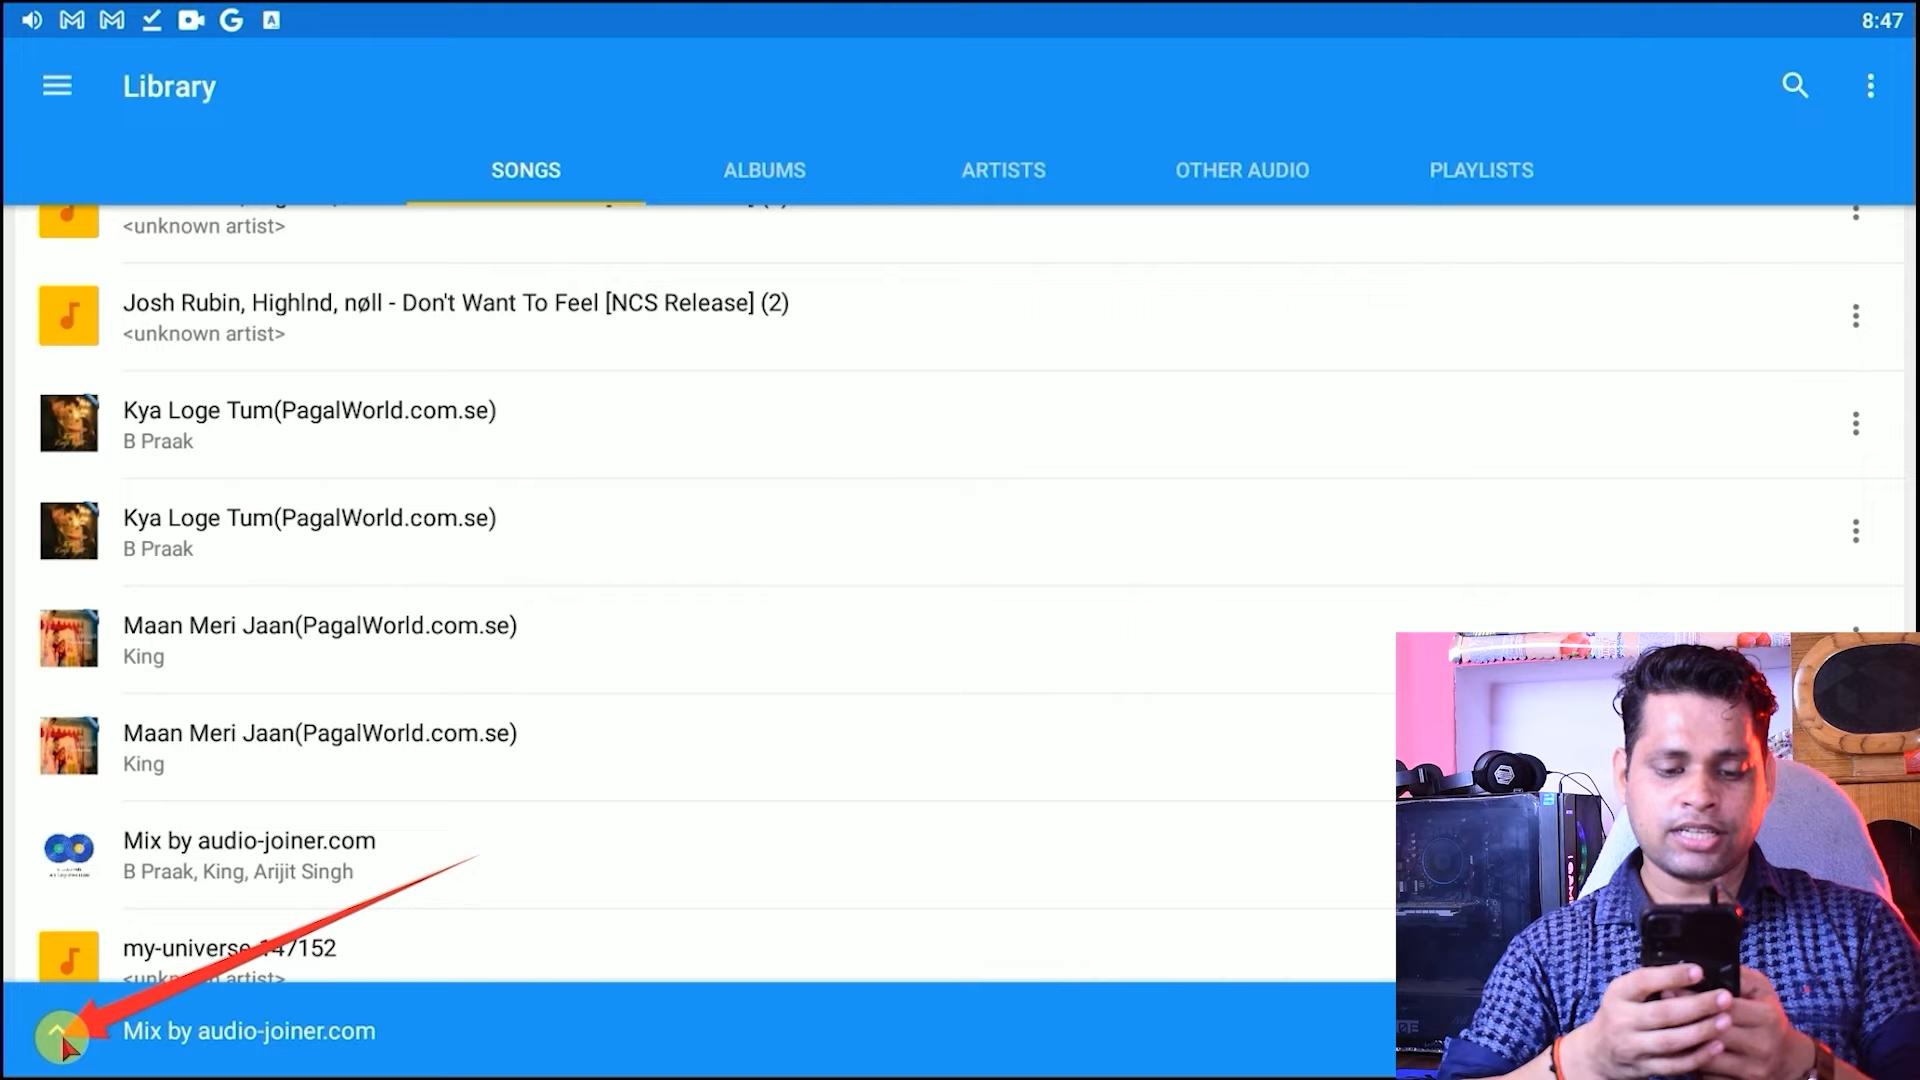 8:47
Library
SONGS ALBUMS ARTISTS OTHER AUDIO PLAYLISTS
<unknown artist>
Josh Rubin, Highlnd, nøll - Don't Want To Feel [NCS Release] (2)
<unknown artist>
Kya Loge Tum(PagalWorld.com.se)
B Praak
Kya Loge Tum(PagalWorld.com.se)
B Praak
Maan Meri Jaan(PagalWorld.com.se)
King
Maan Meri Jaan(PagalWorld.com.se)
King
Mix by audio-joiner.com
B Praak, King, Arijit Singh
my-universe-147152
<unknown artist>
Mix by audio-joiner.com